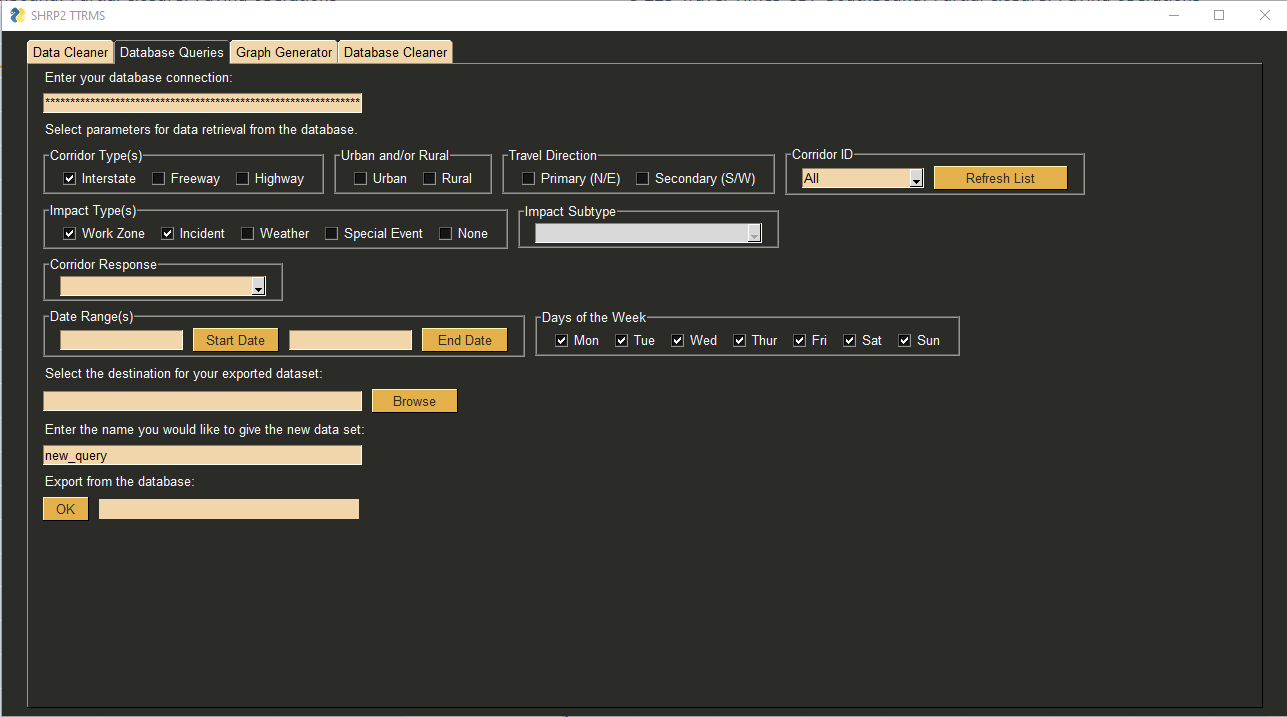 SHRP2 TTRMS
Data Cleaner Database Queries Graph Generator Database Cleaner
Enter your database connection:
**************************************************************
Select parameters for data retrieval from the database.
Corridor Type(s) Urban and/or Rural Travel Direction Corridor ID
Interstate Freeway Highway Urban Rural Primary (N/E) Secondary (S/W) All Refresh List
Impact Type(s) Impact Subtype
Work Zone Incident Weather Special Event None
Corridor Response
Date Range(s) Days of the Week
Start Date End Date Mon Tue Wed Thur Fri Sat Sun
Select the destination for your exported dataset:
Browse
Enter the name you would like to give the new data set:
new_query
Export from the database:
OK